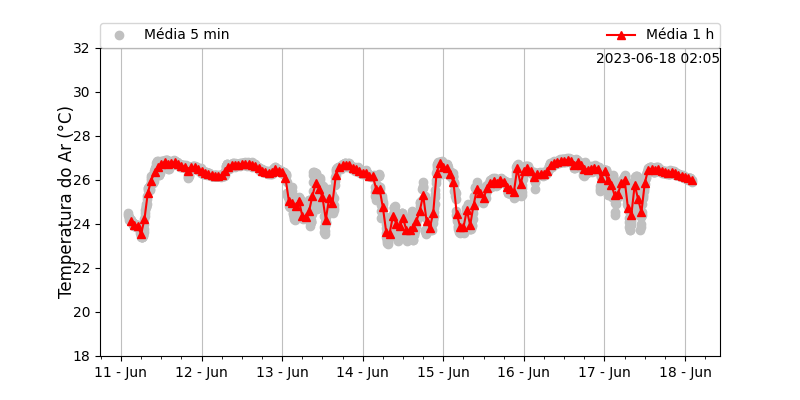 Média 5 min
Média 1 h
2023-06-18 02:05
Temperatura do Ar (°C)
32
30
28
26
24
22
20
18
11 - Jun
12 - Jun
13 - Jun
14 - Jun
15 - Jun
16 - Jun
17 - Jun
18 - Jun